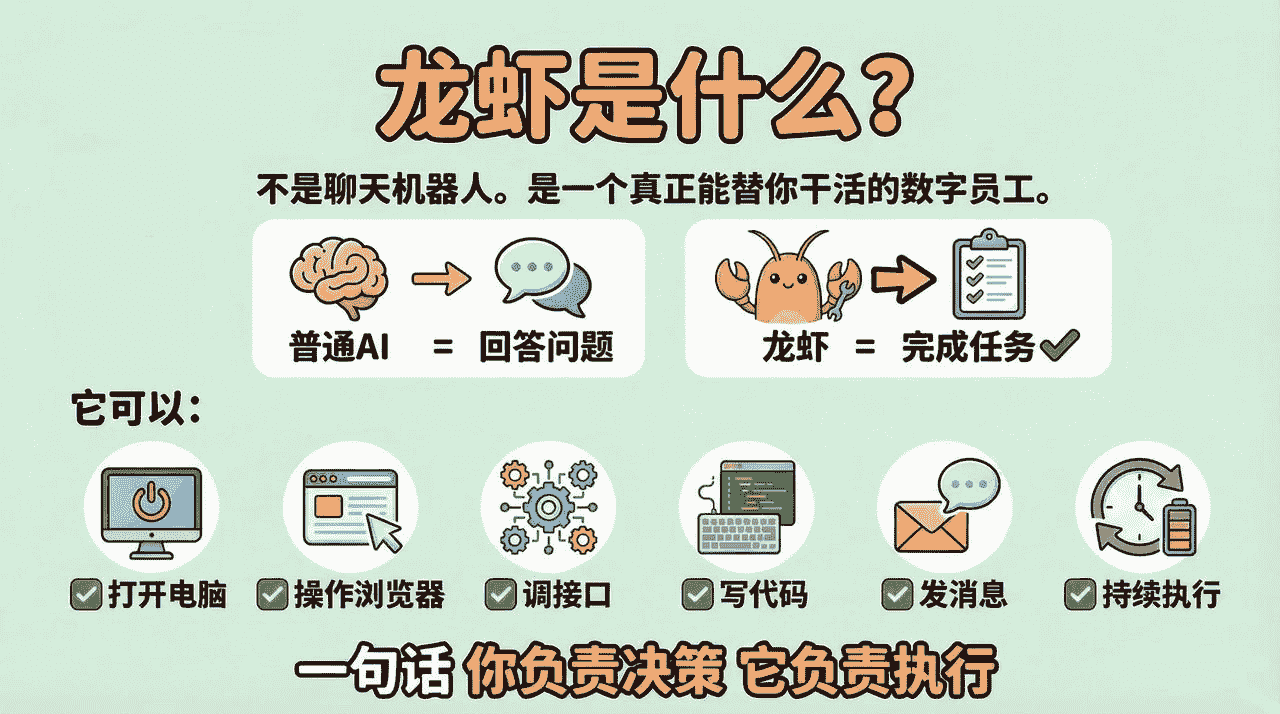 龙虾是什么？
不是聊天机器人。是一个真正能替你干活的数字员工。
普通AI = 回答问题
龙虾 = 完成任务
它可以：
打开电脑
操作浏览器
调接口
写代码
发消息
持续执行
一句话 你负责决策 它负责执行